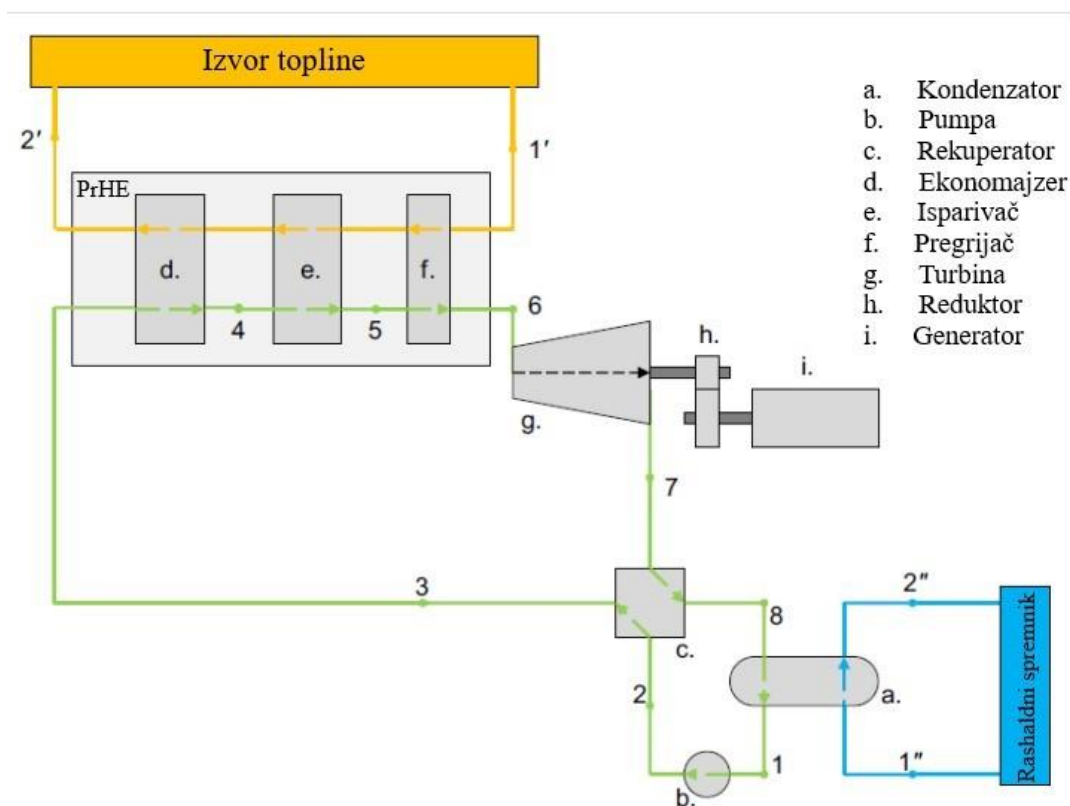 Izvor topline
2′
1′
PrHE
d.
e.
f.
4
5
6
g.
h.
i.
7
3
c.
8
2″
2
a.
1
1″
b.
Rashaldni spremnik
a. Kondenzator
b. Pumpa
c. Rekuperator
d. Ekonomajzer
e. Isparivač
f. Pregrijač
g. Turbina
h. Reduktor
i. Generator